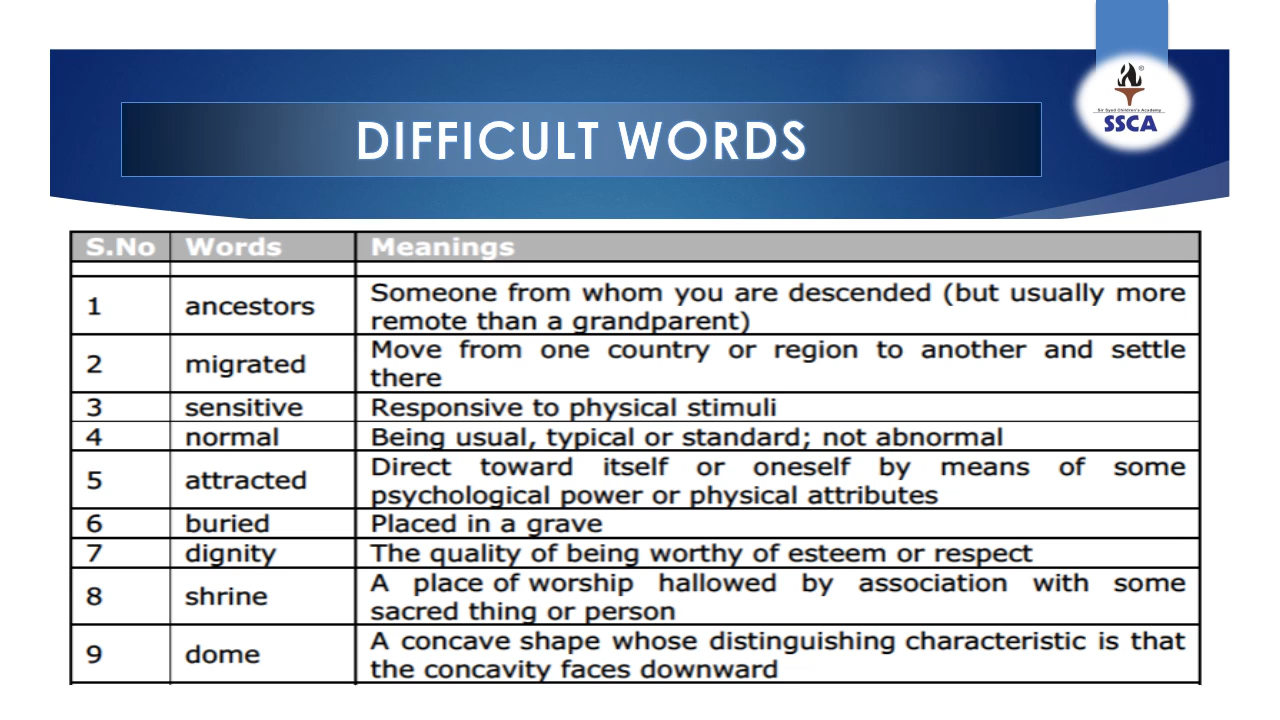 ®
Sir Syed Children's Academy
SSCA
DIFFICULT WORDS
S.No Words Meanings
1 ancestors Someone from whom you are descended (but usually more
remote than a grandparent)
2 migrated Move from one country or region to another and settle
there
3 sensitive Responsive to physical stimuli
4 normal Being usual, typical or standard; not abnormal
5 attracted Direct toward itself or oneself by means of some
psychological power or physical attributes
6 buried Placed in a grave
7 dignity The quality of being worthy of esteem or respect
8 shrine A place of worship hallowed by association with some
sacred thing or person
9 dome A concave shape whose distinguishing characteristic is that
the concavity faces downward